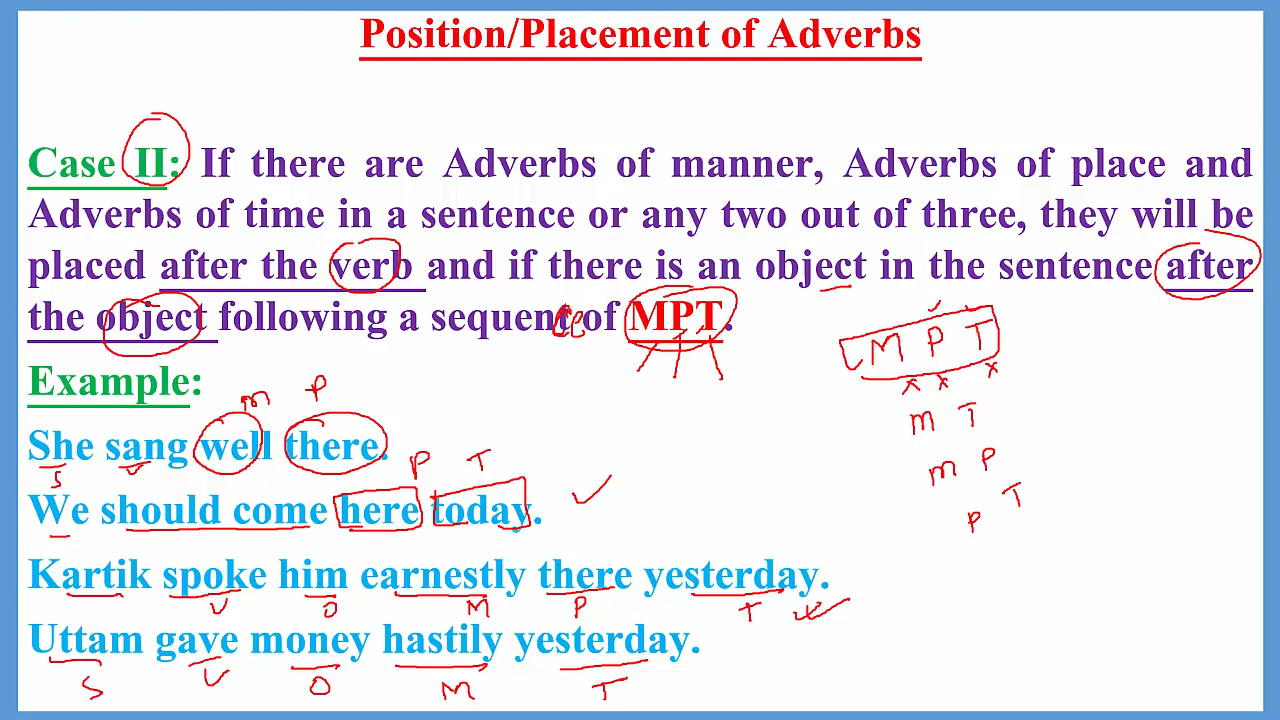 Position/Placement of Adverbs
Case II: If there are Adverbs of manner, Adverbs of place and
Adverbs of time in a sentence or any two out of three, they will be
placed after the verb and if there is an object in the sentence after
the object following a sequent of MPT.
M P T
Example:
m P
M T
She sang well there.
S V
m P
P T
We should come here today.
P T
Kartik spoke him earnestly there yesterday.
V O M P T
Uttam gave money hastily yesterday.
S V O M T